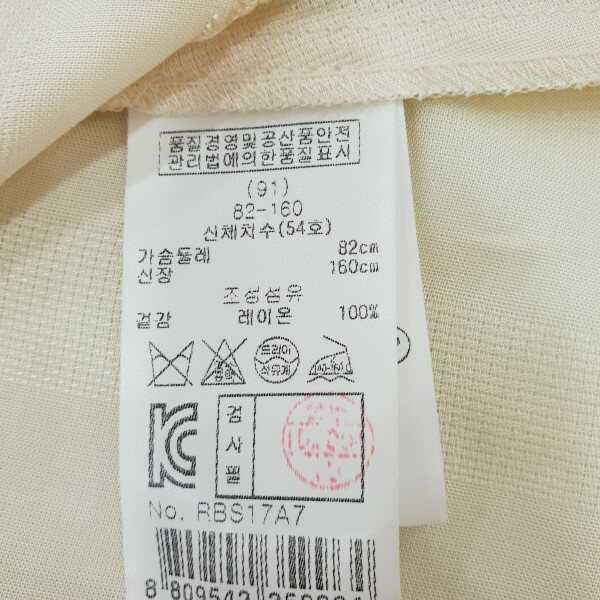 품질경영및공산품안전
관리법에의한품질표시
(91)
82-160
신체치수(54호)
가슴둘레 82cm
신장 160cm
조성섬유
겉감 레이온 100%
드라이
석유계
검
사
필
No. RBS17A7